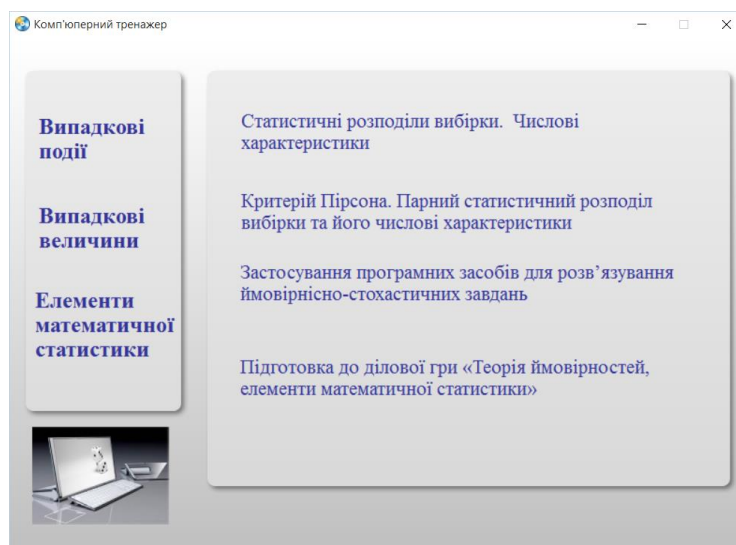 Комп'юперний тренажер
Випадкові
події
Випадкові
величини
Елементи
математичної
статистики
Статистичні розподіли вибірки. Числові
характеристики
Критерій Пірсона. Парний статистичний розподіл
вибірки та його числові характеристики
Застосування програмних засобів для розв’язування
ймовірнісно-стохастичних завдань
Підготовка до ділової гри «Теорія ймовірностей,
елементи математичної статистики»